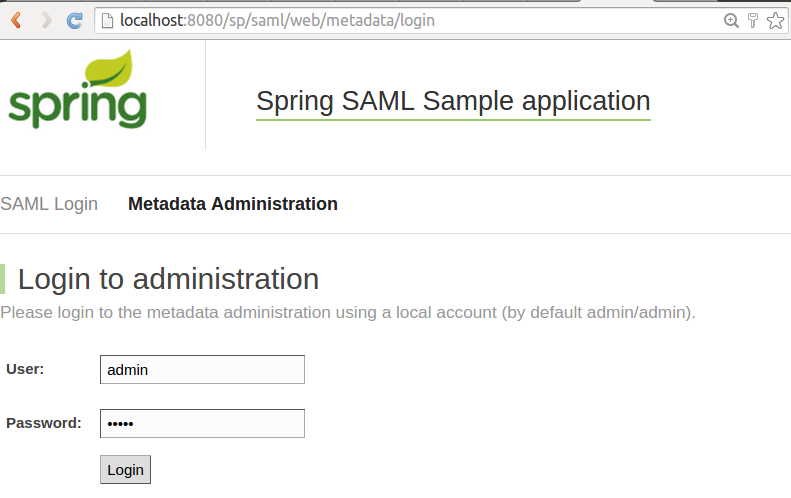 localhost:8080/sp/saml/web/metadata/login
spring
Spring SAML Sample application
SAML Login Metadata Administration
Login to administration
Please login to the metadata administration using a local account (by default admin/admin).
User: admin
Password: •••••
Login